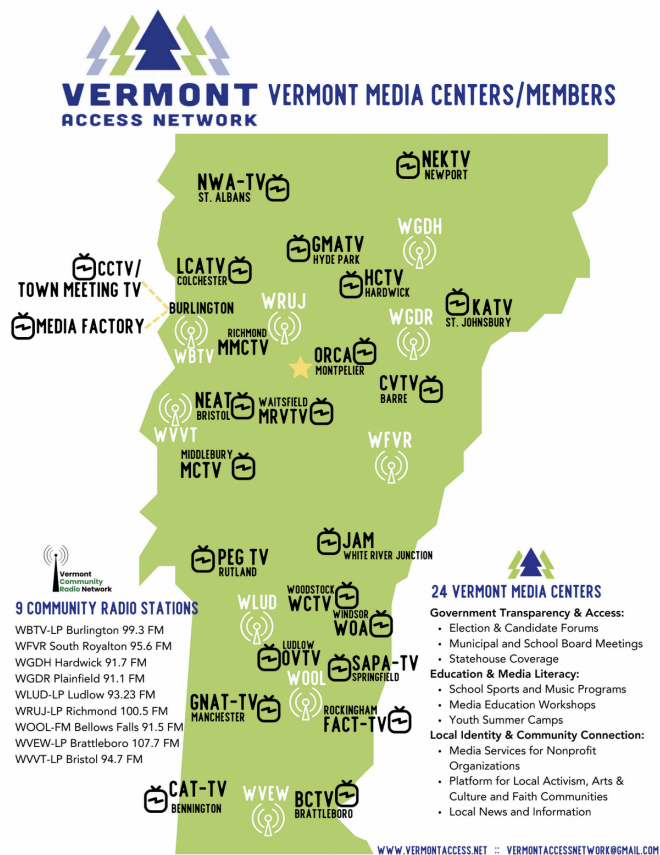 VERMONT
ACCESS NETWORK
VERMONT MEDIA CENTERS/MEMBERS
NEKTV
NEWPORT
NWA-TV
ST. ALBANS
WGDH
GMATV
HYDE PARK
CCTV/
TOWN MEETING TV
LCATV
COLCHESTER
HCTV
HARDWICK
MEDIA FACTORY
BURLINGTON
WRUJ
KATV
ST. JOHNSBURY
WGDR
WBTV
RICHMOND
MMCTV
ORCA
MONTPELIER
CVTV
BARRE
NEAT
BRISTOL
WAITSFIELD
MRVTV
WVVT
WFVR
MIDDLEBURY
MCTV
JAM
WHITE RIVER JUNCTION
PEG TV
RUTLAND
Vermont
Community
Radio Network
9 COMMUNITY RADIO STATIONS
WBTV-LP Burlington 99.3 FM
WFVR South Royalton 95.6 FM
WGDH Hardwick 91.7 FM
WGDR Plainfield 91.1 FM
WLUD-LP Ludlow 93.23 FM
WRUJ-LP Richmond 100.5 FM
WOOL-FM Bellows Falls 91.5 FM
WVEW-LP Brattleboro 107.7 FM
WVVT-LP Bristol 94.7 FM
WLUD
WOODSTOCK
WCTV
WINDSOR
WOA
LUDLOW
OVTV
SAPA-TV
SPRINGFIELD
WOOL
GNAT-TV
MANCHESTER
ROCKINGHAM
FACT-TV
CAT-TV
BENNINGTON
WVEW
BCTV
BRATTLEBORO
24 VERMONT MEDIA CENTERS
Government Transparency & Access:
• Election & Candidate Forums
• Municipal and School Board Meetings
• Statehouse Coverage
Education & Media Literacy:
• School Sports and Music Programs
• Media Education Workshops
• Youth Summer Camps
Local Identity & Community Connection:
• Media Services for Nonprofit
Organizations
• Platform for Local Activism, Arts &
Culture and Faith Communities
• Local News and Information
WWW.VERMONTACCESS.NET :: VERMONTACCESSNETWORK@GMAIL.COM